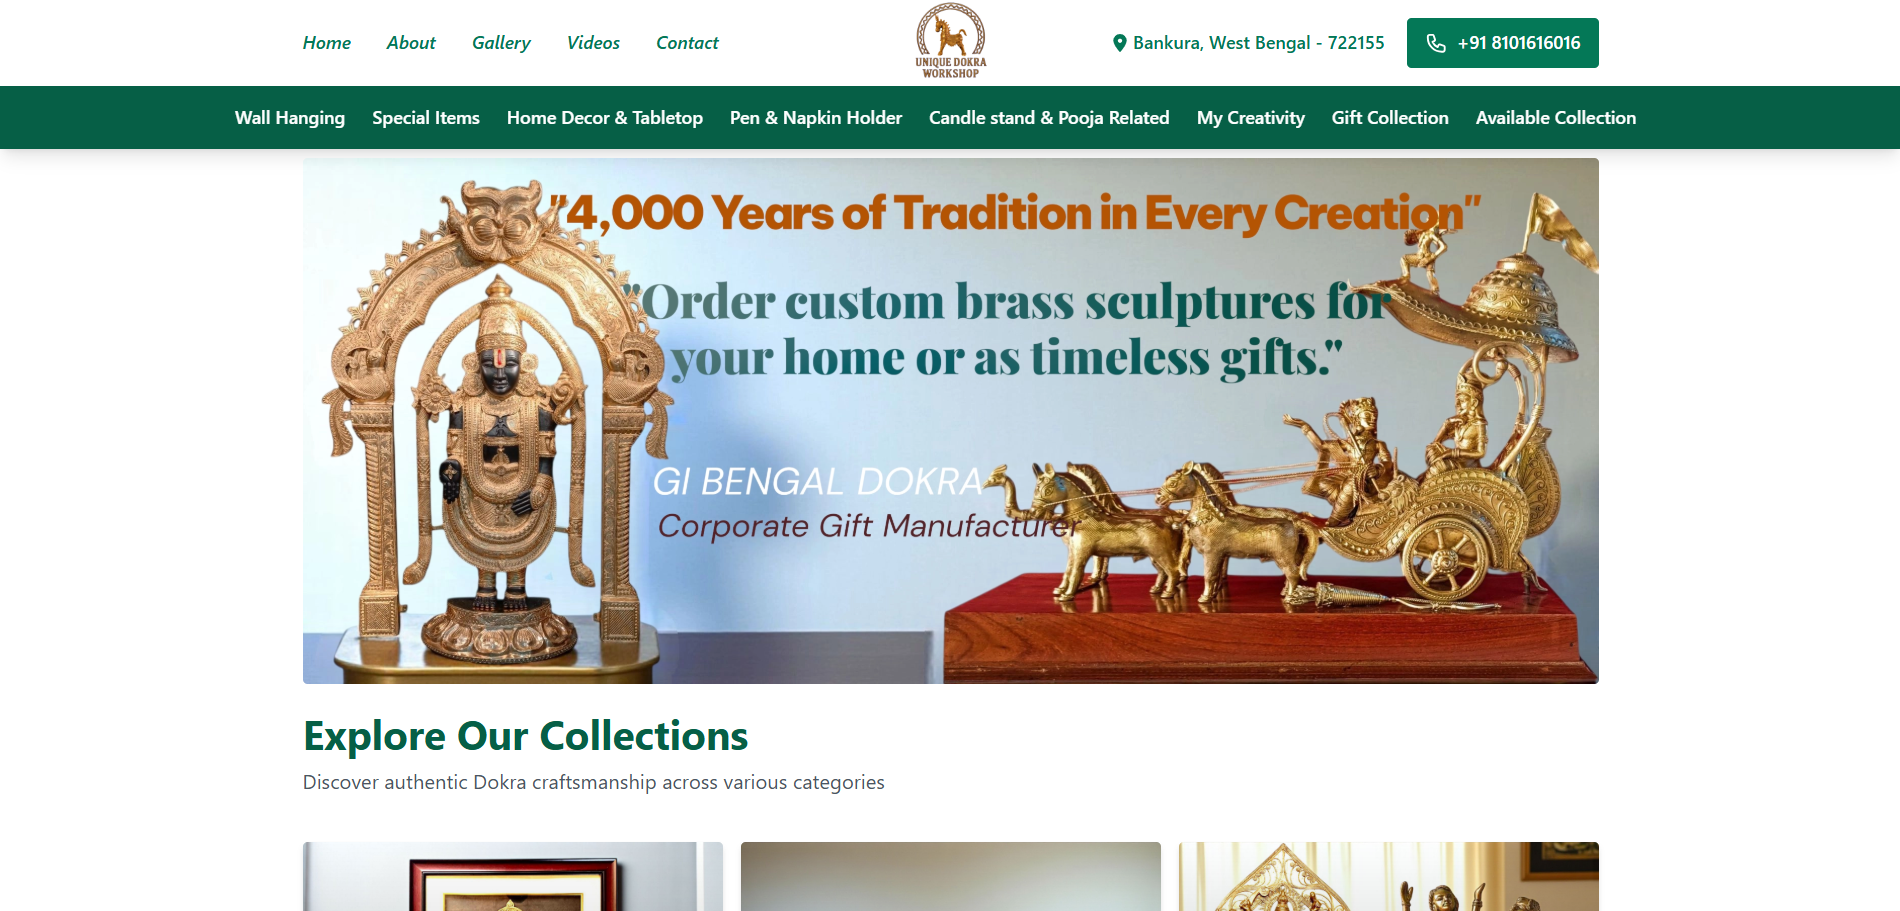 Home
About
Gallery
Videos
Contact
UNIQUE DOKRA
WORKSHOP
Bankura, West Bengal - 722155
+91 8101616016
Wall Hanging
Special Items
Home Decor & Tabletop
Pen & Napkin Holder
Candle stand & Pooja Related
My Creativity
Gift Collection
Available Collection
"4,000 Years of Tradition in Every Creation"
"Order custom brass sculptures for
your home or as timeless gifts."
GI BENGAL DOKRA
Corporate Gift Manufacturer
Explore Our Collections
Discover authentic Dokra craftsmanship across various categories